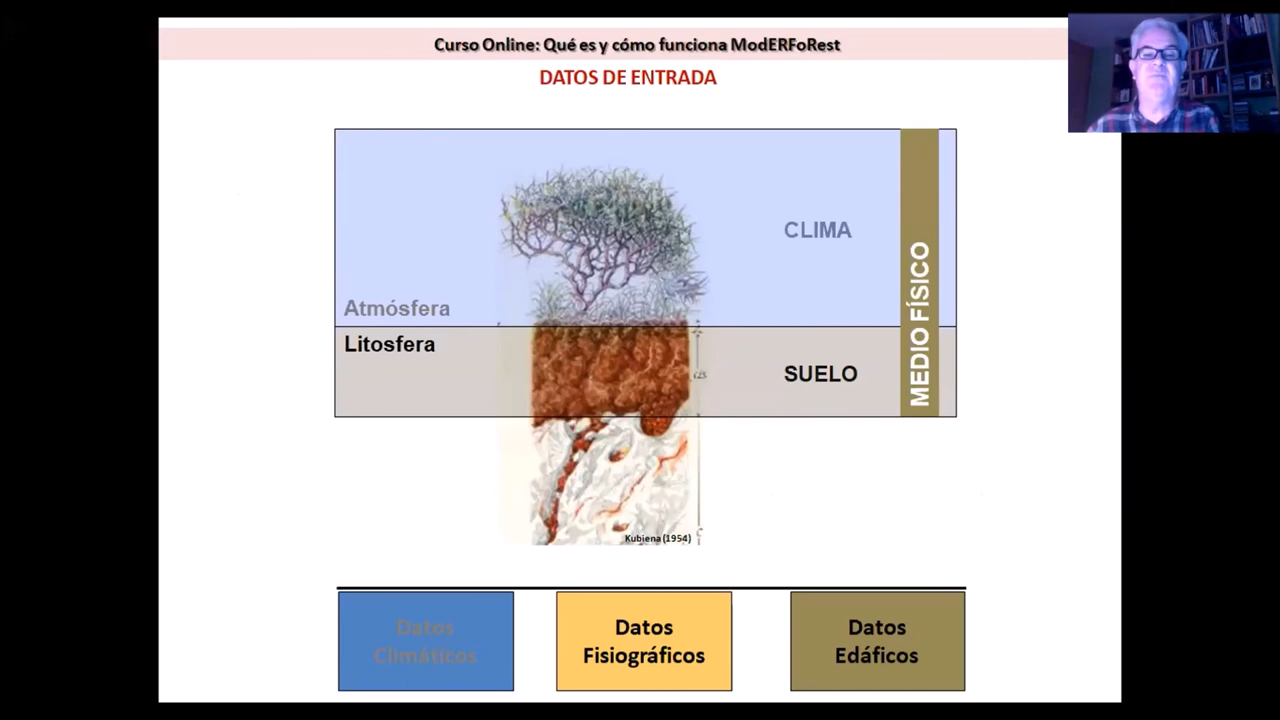 Curso Online: Qué es y cómo funciona ModERFoRest
DATOS DE ENTRADA
CLIMA
Atmósfera
Litosfera
SUELO
MEDIO FÍSICO
Kubiena (1954)
Datos
Climáticos
Datos
Fisiográficos
Datos
Edáficos